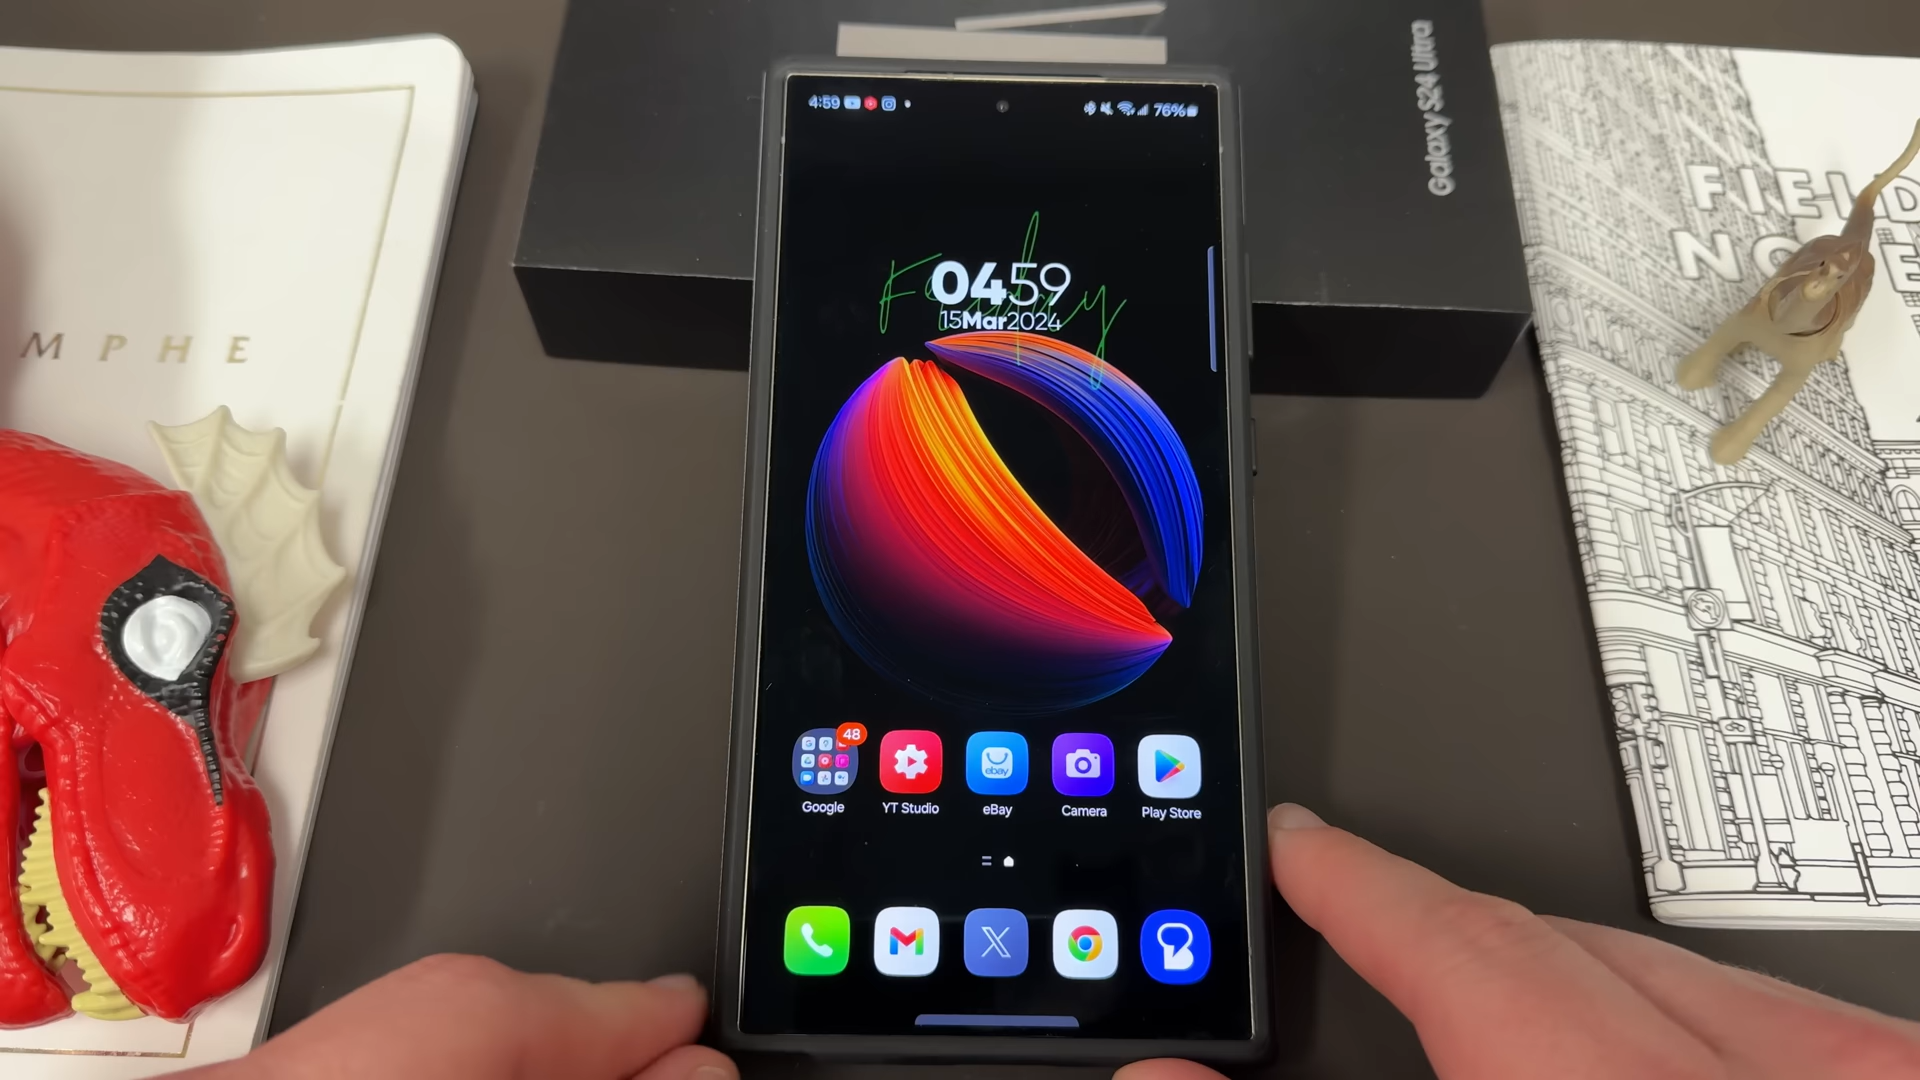 MPHE
Galaxy S24 Ultra
FIELD
NOTE
4:59
76%
Friday
0459
15Mar2024
48
ebay
Google
YT Studio
eBay
Camera
Play Store